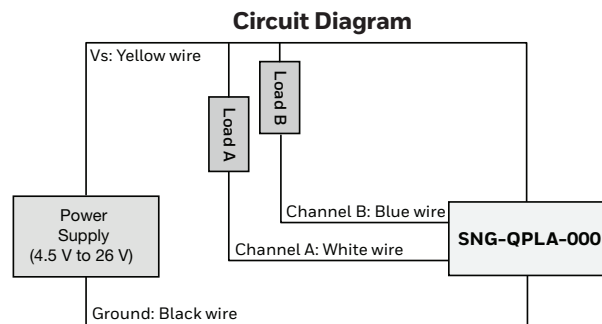 Circuit Diagram
Vs: Yellow wire
Load A
Load B
Channel B: Blue wire
Channel A: White wire
Power
Supply
(4.5 V to 26 V)
SNG-QPLA-000
Ground: Black wire